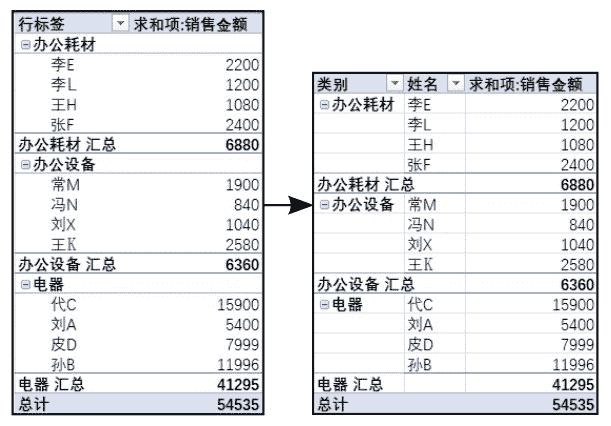 行标签 求和项:销售金额
办公耗材
李E 2200
李L 1200
王H 1080
张F 2400
办公耗材 汇总 6880
办公设备
常M 1900
冯N 840
刘X 1040
王K 2580
办公设备 汇总 6360
电器
代C 15900
刘A 5400
皮D 7999
孙B 11996
电器 汇总 41295
总计 54535
类别 姓名 求和项:销售金额
办公耗材 李E 2200
李L 1200
王H 1080
张F 2400
办公耗材 汇总 6880
办公设备 常M 1900
冯N 840
刘X 1040
王K 2580
办公设备 汇总 6360
电器 代C 15900
刘A 5400
皮D 7999
孙B 11996
电器 汇总 41295
总计 54535